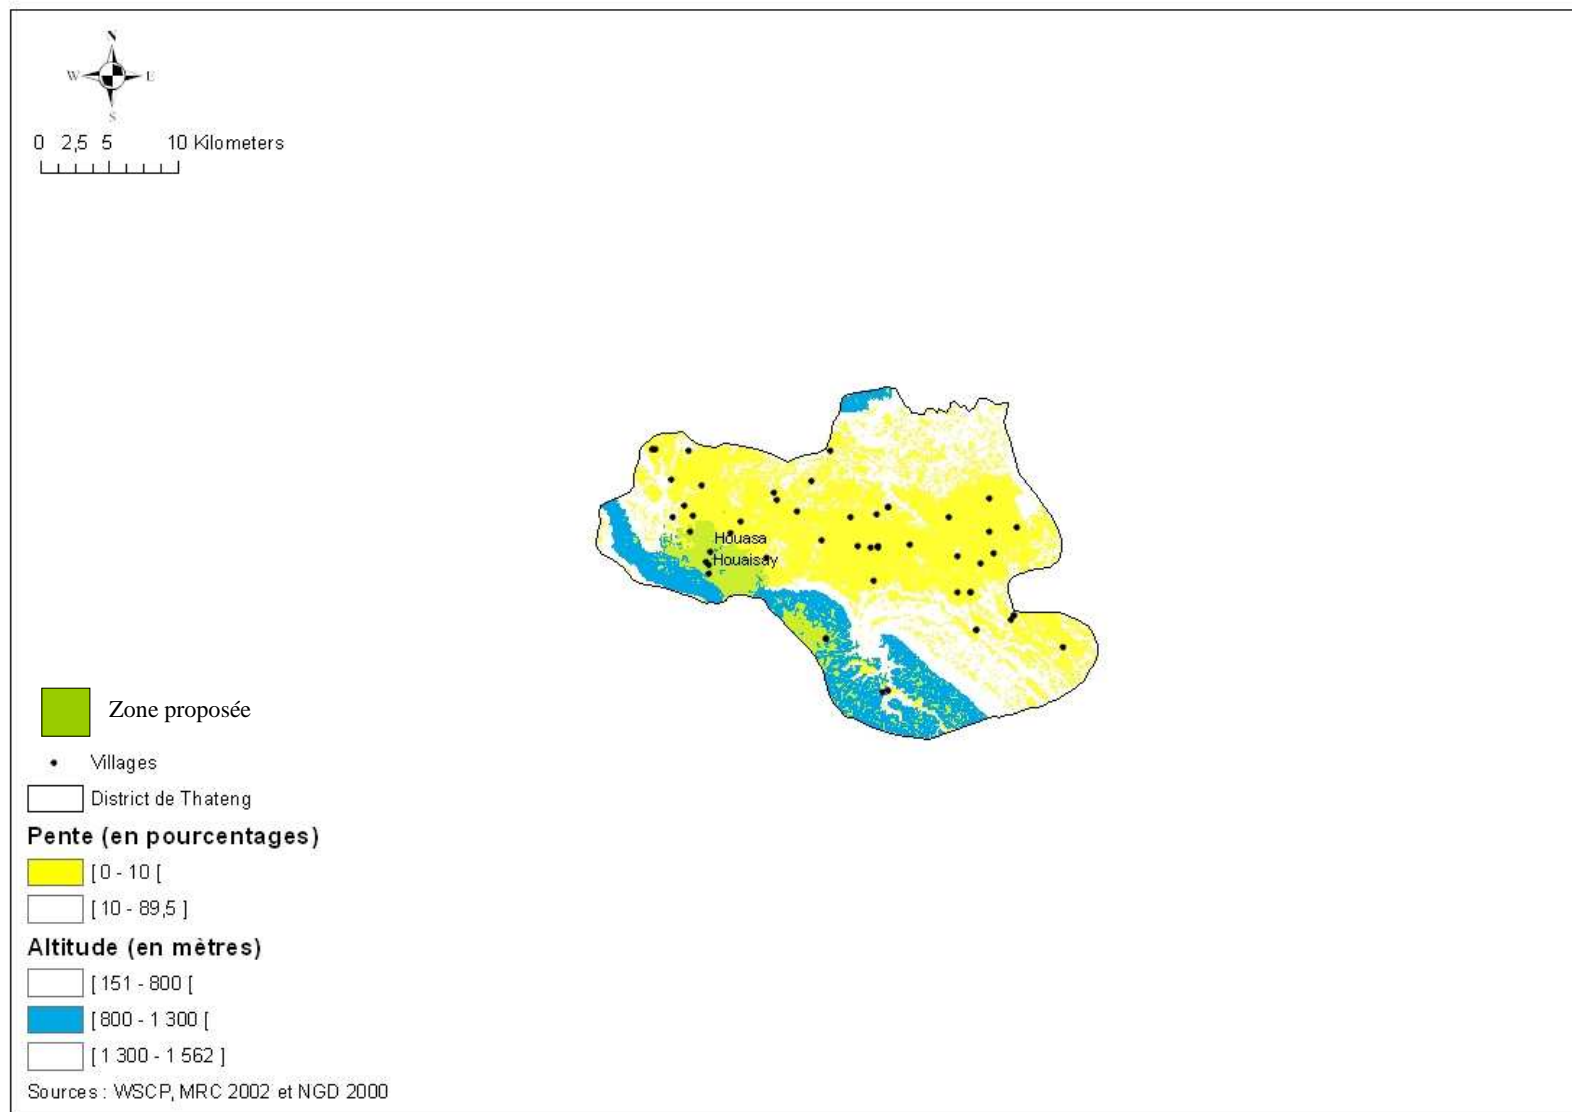 N
W E
S
0 2,5 5 10 Kilometers
Houasa
Houaisay
Zone proposée
Villages
District de Thateng
Pente (en pourcentages)
[ 0 - 10 [
[ 10 - 89,5 ]
Altitude (en mètres)
[ 151 - 800 [
[ 800 - 1 300 [
[ 1 300 - 1 562 ]
Sources : WSCP, MRC 2002 et NGD 2000